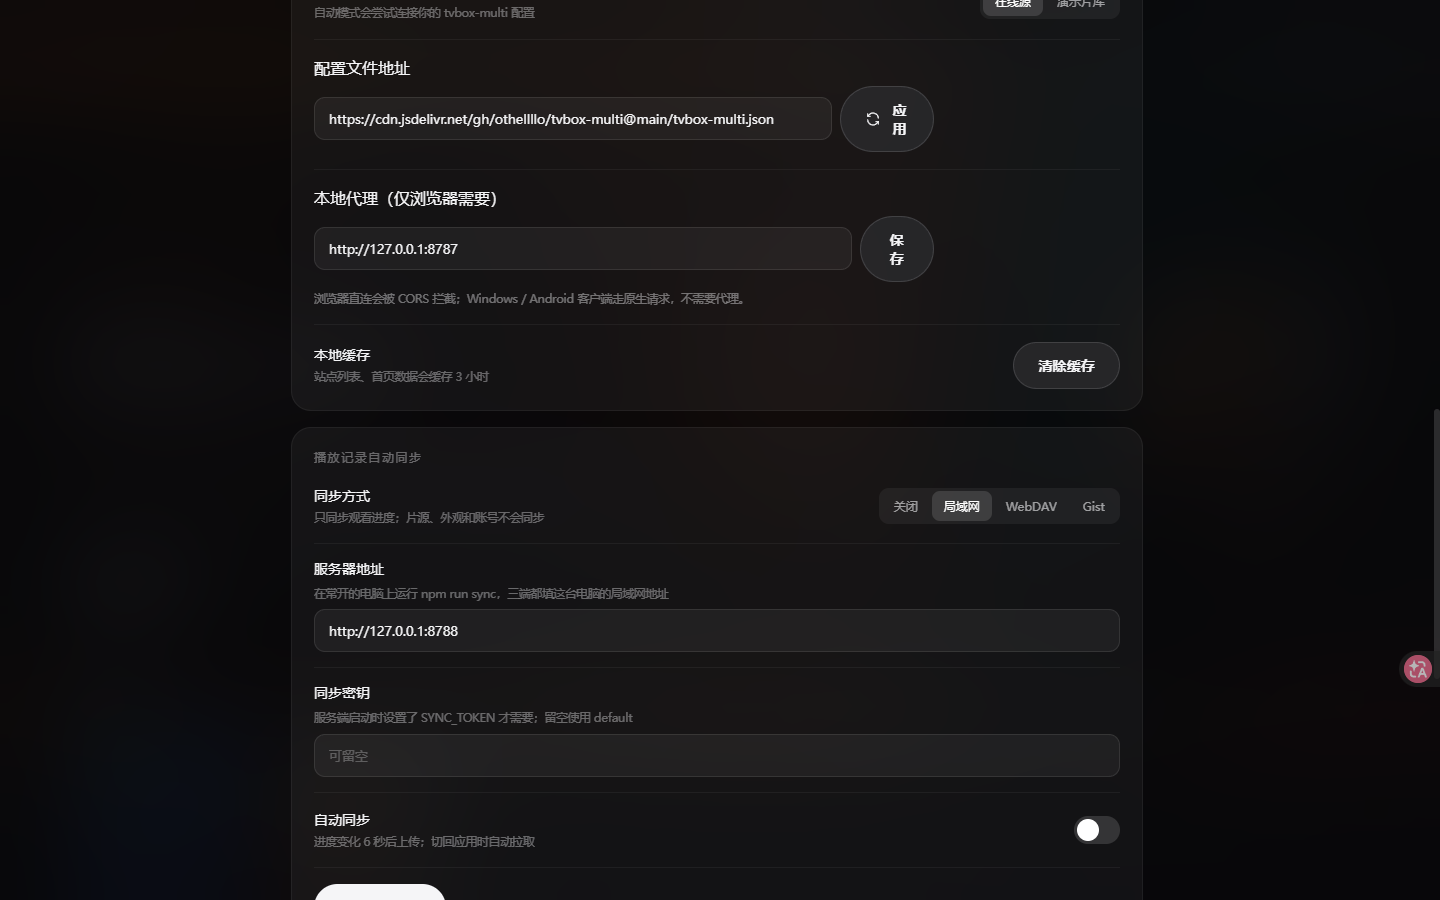 自动模式会尝试连接你的 tvbox-multi 配置
在线源 演示片库
配置文件地址
https://cdn.jsdelivr.net/gh/othellllo/tvbox-multi@main/tvbox-multi.json
应
用
本地代理（仅浏览器需要）
http://127.0.0.1:8787
保
存
浏览器直连会被 CORS 拦截；Windows / Android 客户端走原生请求，不需要代理。
本地缓存
站点列表、首页数据会缓存 3 小时
清除缓存
播放记录自动同步
同步方式
只同步观看进度；片源、外观和账号不会同步
关闭 局域网 WebDAV Gist
服务器地址
在常开的电脑上运行 npm run sync，三端都填这台电脑的局域网地址
http://127.0.0.1:8788
同步密钥
服务端启动时设置了 SYNC_TOKEN 才需要；留空使用 default
可留空
自动同步
进度变化 6 秒后上传；切回应用时自动拉取